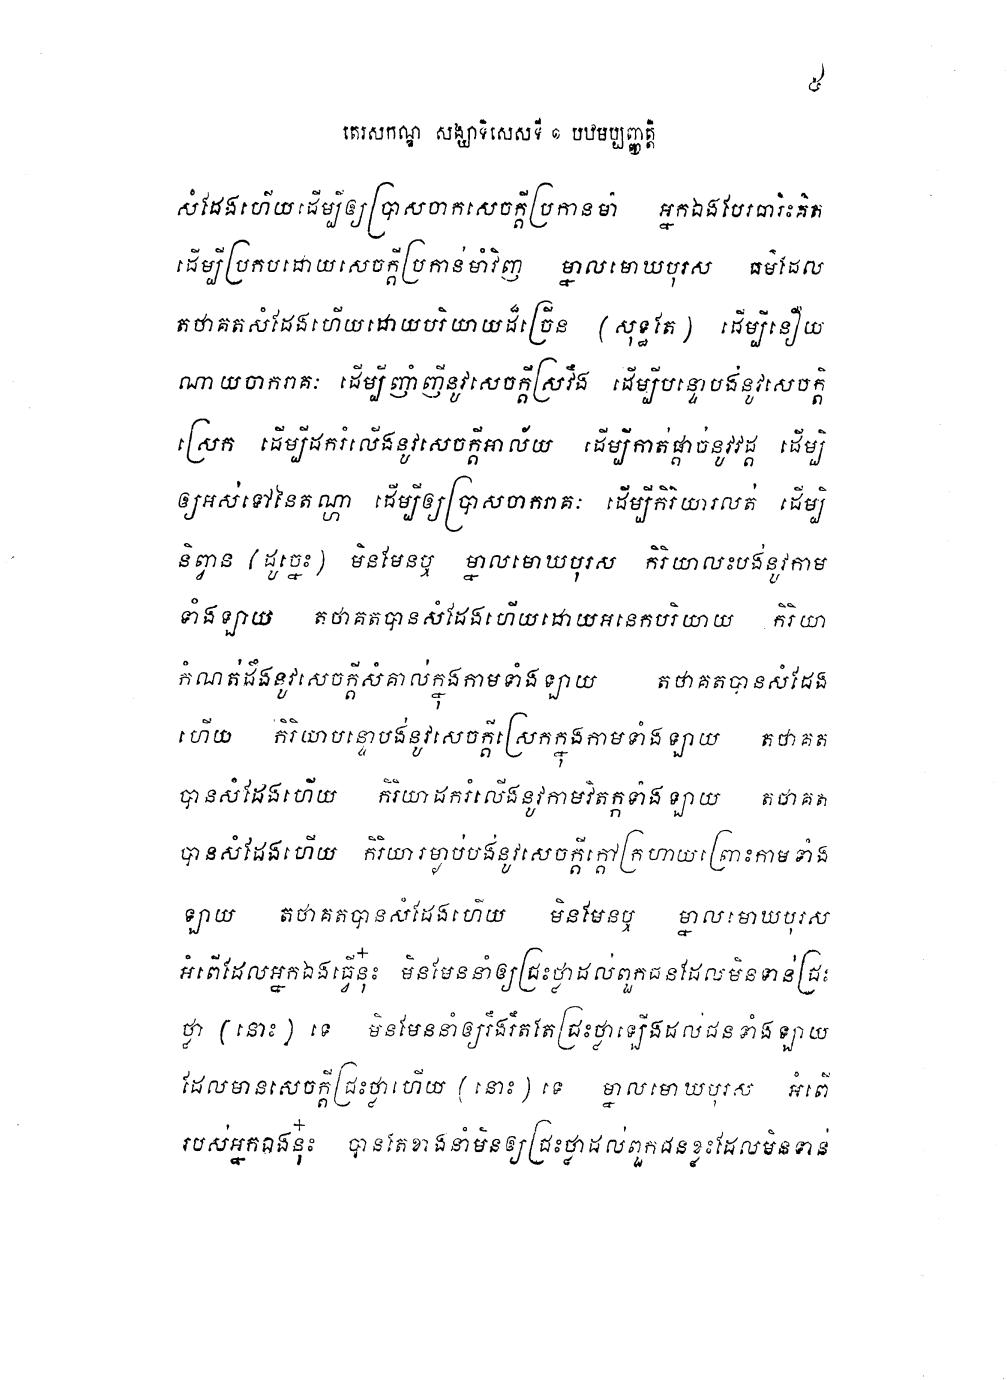 ៥
តេរសកណ្ឌ សង្ឃាទិសេសទី ១ បឋមប្បញ្ញត្តិ
សំដែងហើយដើម្បីឲ្យប្រាសចាកសេចក្តីប្រកាន់មាំ អ្នកឯងបែរជារិះគិត
ដើម្បីប្រកបដោយសេចក្តីប្រកាន់មាំវិញ ម្នាលមោឃបុរស ធម៌ដែល
តថាគតសំដែងហើយដោយបរិយាយដ៏ច្រើន (សុទ្ធតែ) ដើម្បីនឿយ
ណាយចាករាគៈ ដើម្បីញាំញីនូវសេចក្តីស្រវឹង ដើម្បីបន្ទោបង់នូវសេចក្តី
ស្រេក ដើម្បីដករំលើងនូវសេចក្តីអាល័យ ដើម្បីកាត់ផ្តាច់នូវវដ្ត ដើម្បី
ឲ្យអស់ទៅនៃតណ្ហា ដើម្បីឲ្យប្រាសចាករាគៈ ដើម្បីកិរិយារលត់ ដើម្បី
និព្វាន (ដូច្នេះ) មិនមែនឬ ម្នាលមោឃបុរស កិរិយាលះបង់នូវកាម
ទាំងឡាយ តថាគតបានសំដែងហើយដោយអនេកបរិយាយ កិរិយា
កំណត់ដឹងនូវសេចក្តីសំគាល់ក្នុងកាមទាំងឡាយ តថាគតបានសំដែង
ហើយ កិរិយាបន្ទោបង់នូវសេចក្តីស្រេកក្នុងកាមទាំងឡាយ តថាគត
បានសំដែងហើយ កិរិយាដករំលើងនូវកាមវិតក្កទាំងឡាយ តថាគត
បានសំដែងហើយ កិរិយារម្ងាប់បង់នូវសេចក្តីក្តៅក្រហាយព្រោះកាមទាំង
ឡាយ តថាគតបានសំដែងហើយ មិនមែនឬ ម្នាលមោឃបុរស
អំពើដែលអ្នកឯងធ្វើនុ៎ះ មិនមែននាំឲ្យជ្រះថ្លាដល់ពួកជនដែលមិនទាន់ជ្រះ
ថ្លា (នោះ) ទេ មិនមែននាំឲ្យរឹងរឹតតែជ្រះថ្លាឡើងដល់ជនទាំងឡាយ
ដែលមានសេចក្តីជ្រះថ្លាហើយ (នោះ) ទេ ម្នាលមោឃបុរស អំពើ
របស់អ្នកឯងនុ៎ះ បានតែខាងនាំមិនឲ្យជ្រះថ្លាដល់ពួកជនខ្លះដែលមិនទាន់